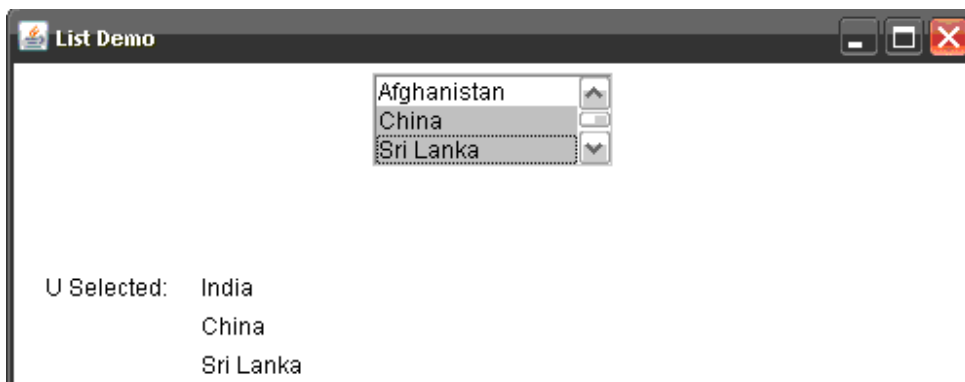 List Demo
Afghanistan
China
Sri Lanka
U Selected: India
China
Sri Lanka